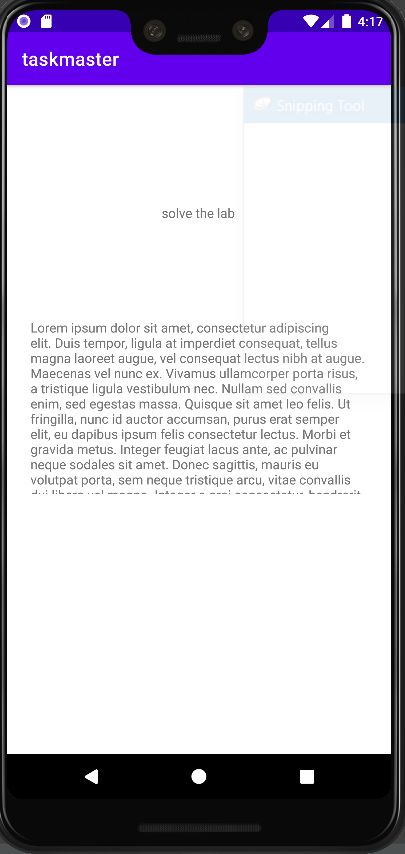 4:17
taskmaster
Snipping Tool
solve the lab
Lorem ipsum dolor sit amet, consectetur adipiscing
elit. Duis tempor, ligula at imperdiet consequat, tellus
magna laoreet augue, vel consequat lectus nibh at augue.
Maecenas vel nunc ex. Vivamus ullamcorper porta risus,
a tristique ligula vestibulum nec. Nullam sed convallis
enim, sed egestas massa. Quisque sit amet leo felis. Ut
fringilla, nunc id auctor accumsan, purus erat semper
elit, eu dapibus ipsum felis consectetur lectus. Morbi et
gravida metus. Integer feugiat lacus ante, ac pulvinar
neque sodales sit amet. Donec sagittis, mauris eu
volutpat porta, sem neque tristique arcu, vitae convallis